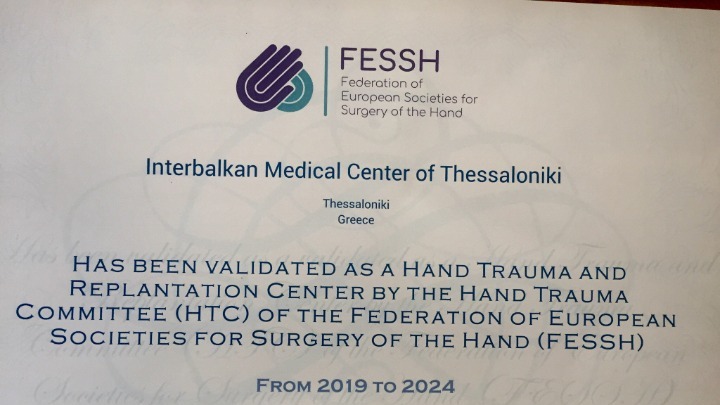 FESSH
Federation of
European Societies for
Surgery of the Hand
Interbalkan Medical Center of Thessaloniki
Thessaloniki
Greece
HAS BEEN VALIDATED AS A HAND TRAUMA AND
REPLANTATION CENTER BY THE HAND TRAUMA
COMMITTEE (HTC) OF THE FEDERATION OF EUROPEAN
SOCIETIES FOR SURGERY OF THE HAND (FESSH)
FROM 2019 TO 2024